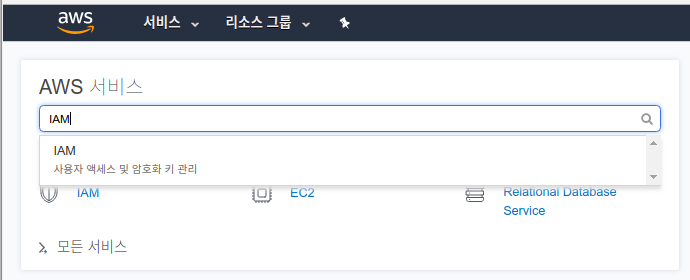 aws 서비스 리소스 그룹
AWS 서비스
IAM
IAM
사용자 액세스 및 암호화 키 관리
IAM EC2 Relational Database
Service
모든 서비스